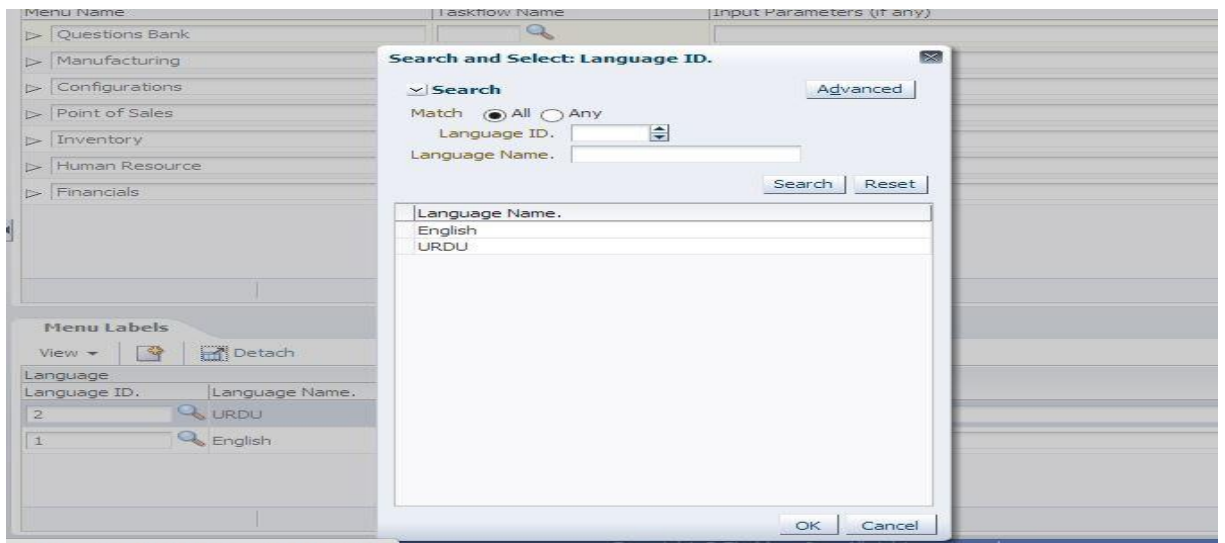 Menu Name Taskflow Name Input Parameters (if any)
Questions Bank
Manufacturing
Configurations
Point of Sales
Inventory
Human Resource
Financials
Search and Select: Language ID.
Search Advanced
Match All Any
Language ID.
Language Name.
Search Reset
Language Name.
English
URDU
OK Cancel
Menu Labels
View Detach
Language
Language ID. Language Name.
2 URDU
1 English